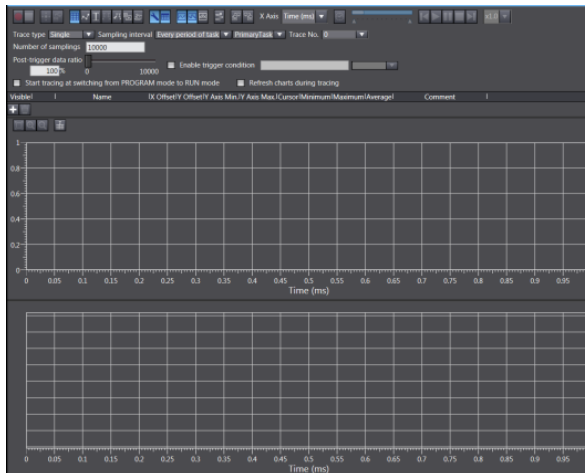 X Axis Time (ms) x1.0
Trace type Single Sampling interval Every period of task PrimaryTask Trace No. 0
Number of samplings 10000
Post-trigger data ratio
100 % 0 10000 Enable trigger condition
Start tracing at switching from PROGRAM mode to RUN mode Refresh charts during tracing
Visible Name X Offset Y Offset Y Axis Min. Y Axis Max. Cursor Minimum Maximum Average Comment
1
0.8
0.6
0.4
0.2
0
0 0.05 0.1 0.15 0.2 0.25 0.3 0.35 0.4 0.45 0.5 0.55 0.6 0.65 0.7 0.75 0.8 0.85 0.9 0.95
Time (ms)
0 0.05 0.1 0.15 0.2 0.25 0.3 0.35 0.4 0.45 0.5 0.55 0.6 0.65 0.7 0.75 0.8 0.85 0.9 0.95
Time (ms)